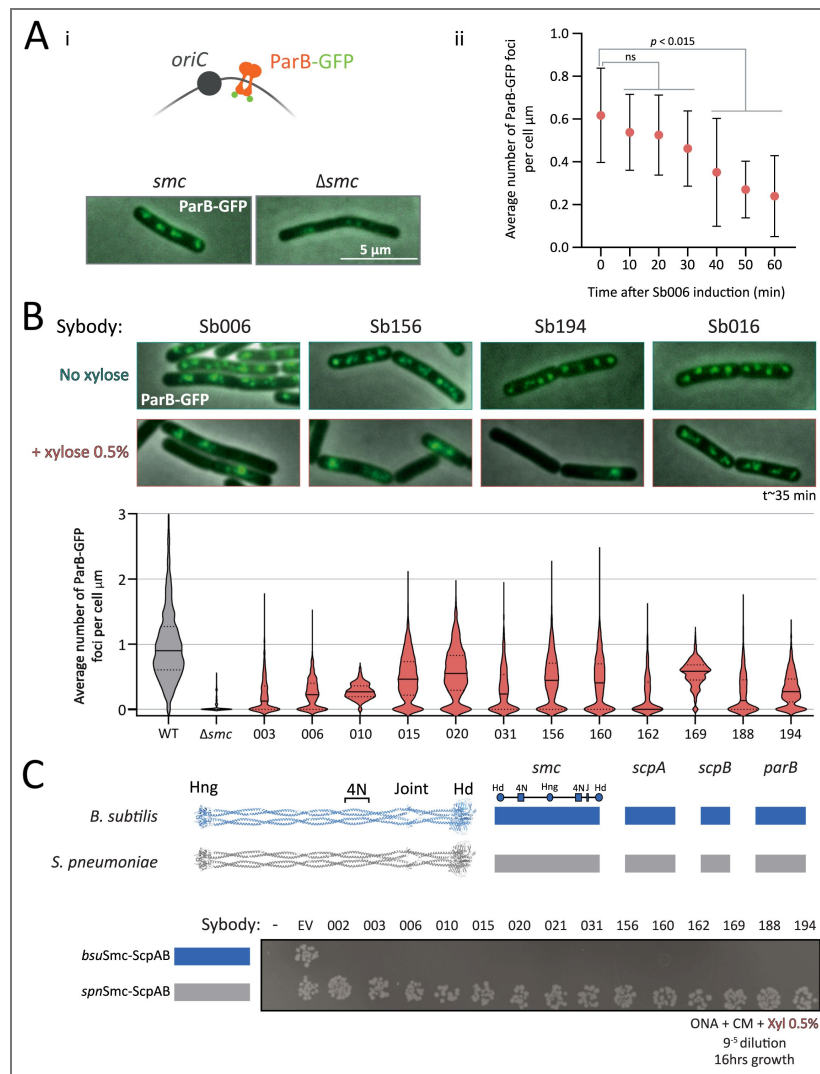 A i
oriC
ParB-GFP
smc
Δsmc
ParB-GFP
5 μm
ii
Average number of ParB-GFP foci
per cell μm
1.0
0.8
0.6
0.4
0.2
0.0
p < 0.015
ns
0 10 20 30 40 50 60
Time after Sb006 induction (min)
B
Sybody: Sb006 Sb156 Sb194 Sb016
No xylose
ParB-GFP
+ xylose 0.5%
t~35 min
Average number of ParB-GFP
foci per cell μm
3
2
1
0
WT Δsmc 003 006 010 015 020 031 156 160 162 169 188 194
C
Hng 4N Joint Hd
smc scpA scpB parB
Hd 4N Hng 4N J Hd
B. subtilis
S. pneumoniae
Sybody: - EV 002 003 006 010 015 020 021 031 156 160 162 169 188 194
bsuSmc-ScpAB
spnSmc-ScpAB
ONA + CM + Xyl 0.5%
9⁻⁵ dilution
16hrs growth